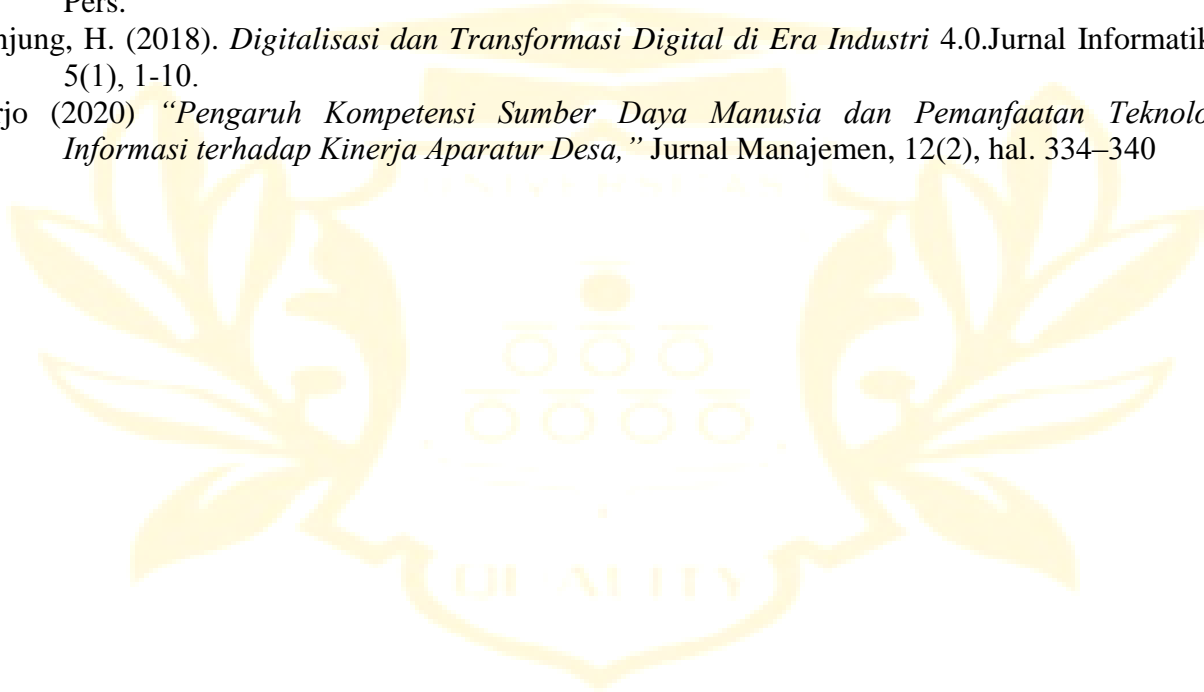 Pers.
njung, H. (2018). Digitalisasi dan Transformasi Digital di Era Industri 4.0.Jurnal Informatik
5(1), 1-10.
rjo (2020) “Pengaruh Kompetensi Sumber Daya Manusia dan Pemanfaatan Teknolo
Informasi terhadap Kinerja Aparatur Desa,” Jurnal Manajemen, 12(2), hal. 334–340
UNIVERSITAS
QUALITY